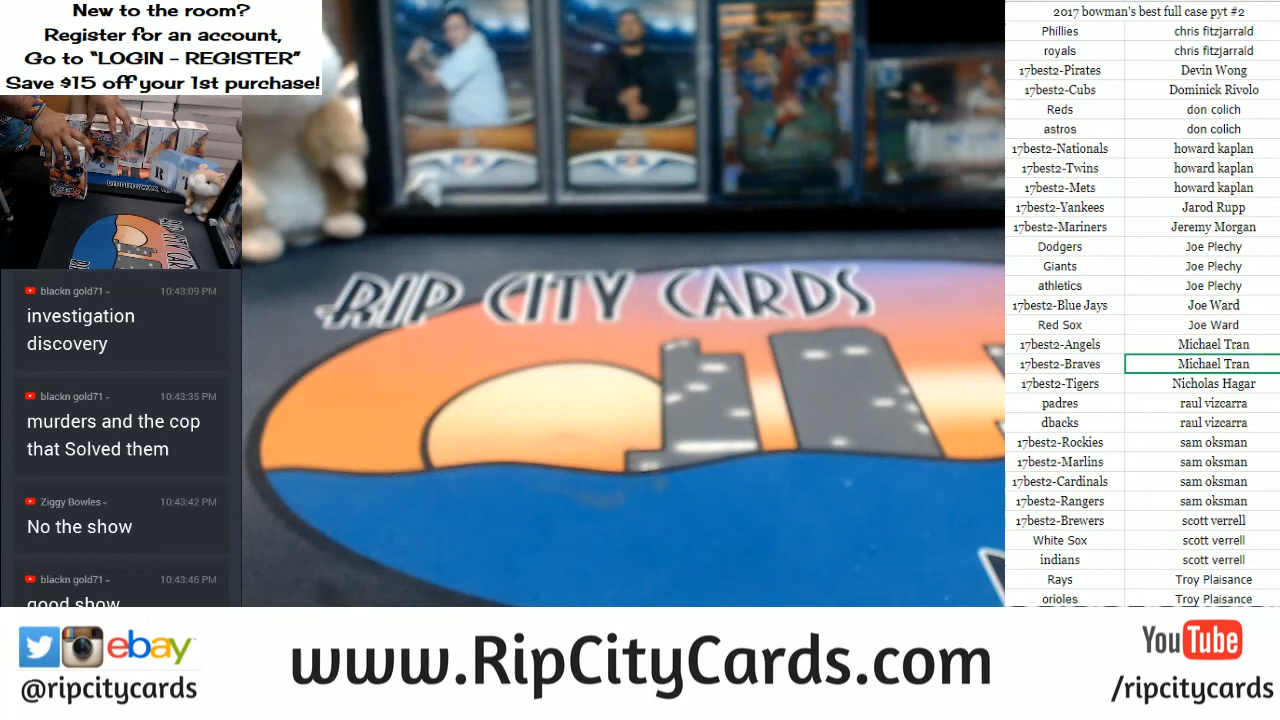 New to the room?
Register for an account,
Go to “LOGIN - REGISTER”
Save $15 off your 1st purchase!
blackn gold71 10:43:09 PM
investigation
discovery
blackn gold71 10:43:35 PM
murders and the cop
that Solved them
Ziggy Bowles 10:43:42 PM
No the show
blackn gold71 10:43:46 PM
good show
RIP CITY CARDS
2017 bowman's best full case pyt #2
Phillies chris fitzjarrald
royals chris fitzjarrald
17best2-Pirates Devin Wong
17best2-Cubs Dominick Rivolo
Reds don colich
astros don colich
17best2-Nationals howard kaplan
17best2-Twins howard kaplan
17best2-Mets howard kaplan
17best2-Yankees Jarod Rupp
17best2-Mariners Jeremy Morgan
Dodgers Joe Plechy
Giants Joe Plechy
athletics Joe Plechy
17best2-Blue Jays Joe Ward
Red Sox Joe Ward
17best2-Angels Michael Tran
17best2-Braves Michael Tran
17best2-Tigers Nicholas Hagar
padres raul vizcarra
dbacks raul vizcarra
17best2-Rockies sam oksman
17best2-Marlins sam oksman
17best2-Cardinals sam oksman
17best2-Rangers sam oksman
17best2-Brewers scott verrell
White Sox scott verrell
indians scott verrell
Rays Troy Plaisance
orioles Troy Plaisance
ebay
@ripcitycards
www.RipCityCards.com
YouTube
/ripcitycards